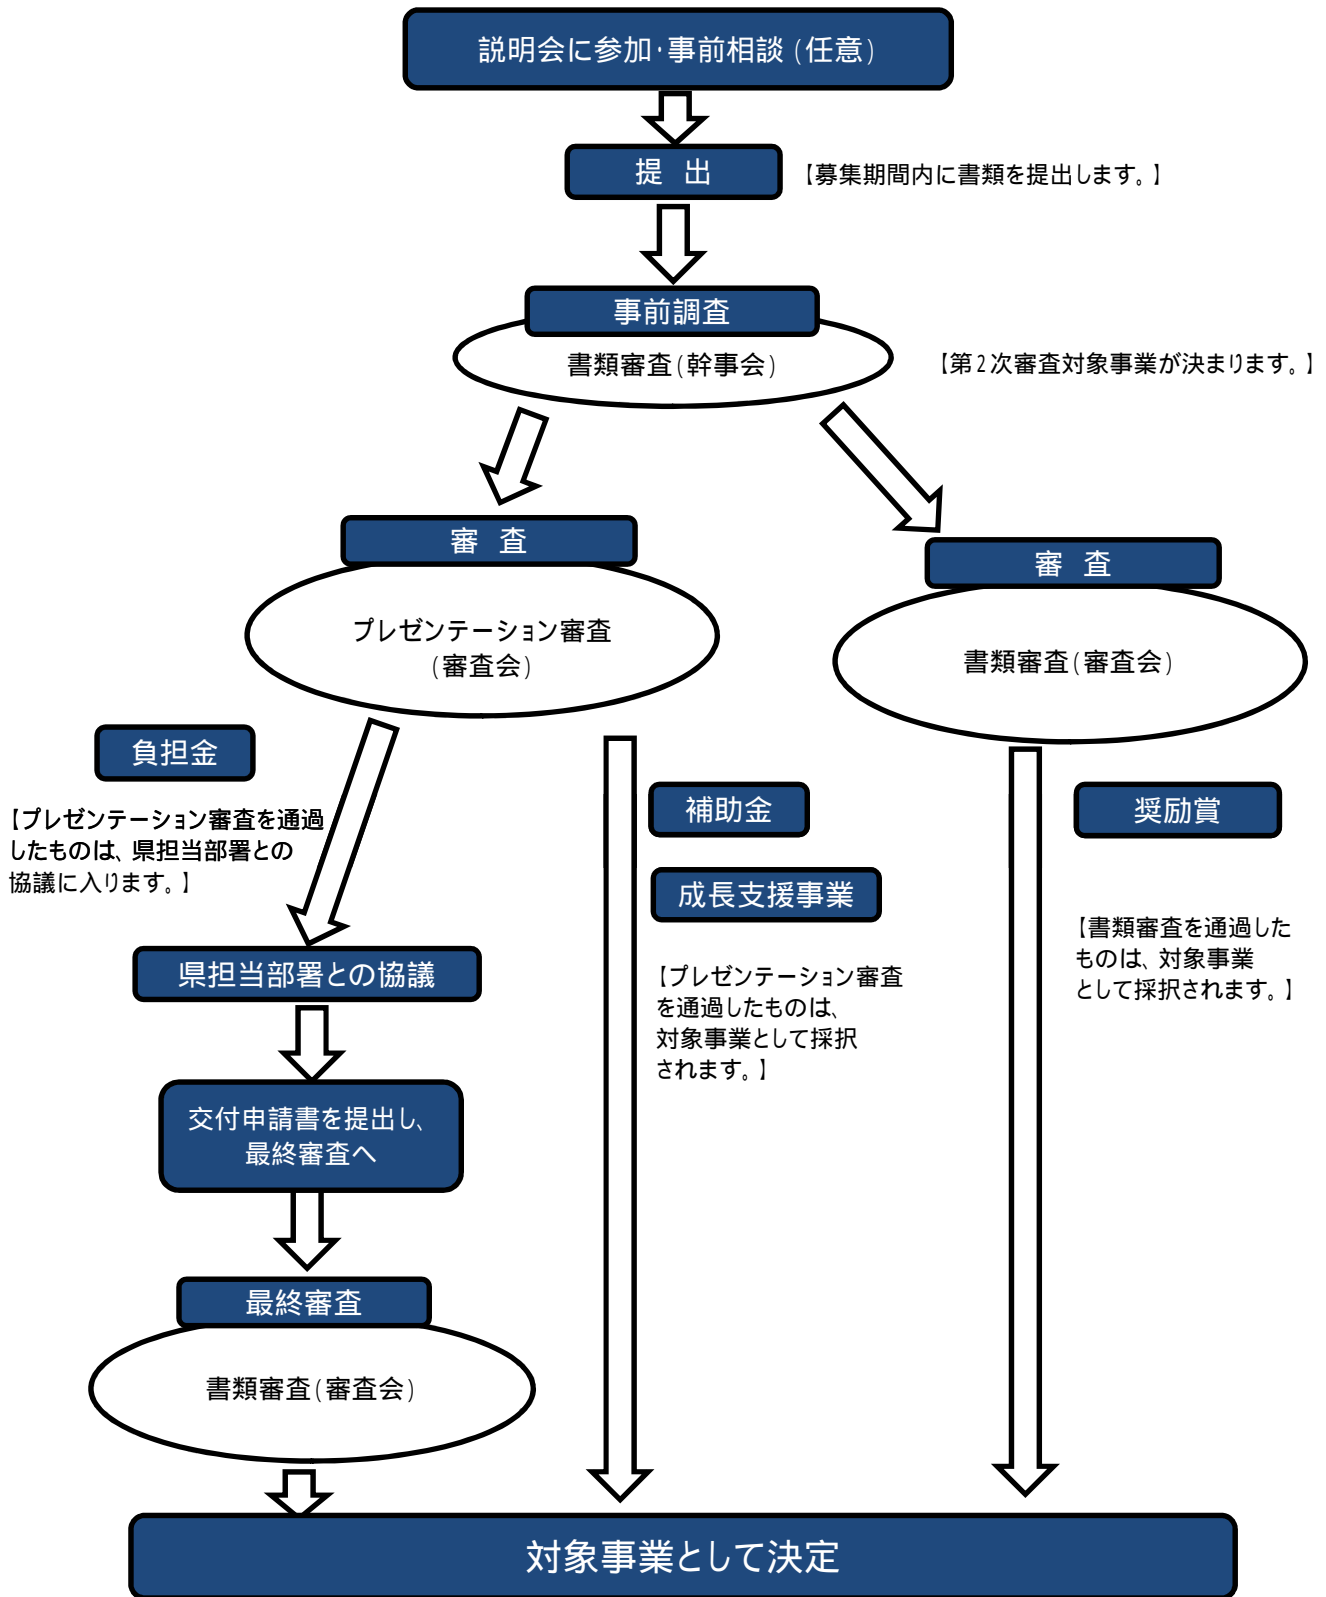 説明会に参加・事前相談(任意)
提 出
【募集期間内に書類を提出します。】
事前調査
書類審査(幹事会)
【第2次審査対象事業が決まります。】
審 査
プレゼンテーション審査
(審査会)
審 査
書類審査(審査会)
負担金
【プレゼンテーション審査を通過
したものは、県担当部署との
協議に入ります。】
補助金
成長支援事業
【プレゼンテーション審査
を通過したものは、
対象事業として採択
されます。】
奨励賞
【書類審査を通過した
ものは、対象事業
として採択されます。】
県担当部署との協議
交付申請書を提出し、
最終審査へ
最終審査
書類審査(審査会)
対象事業として決定